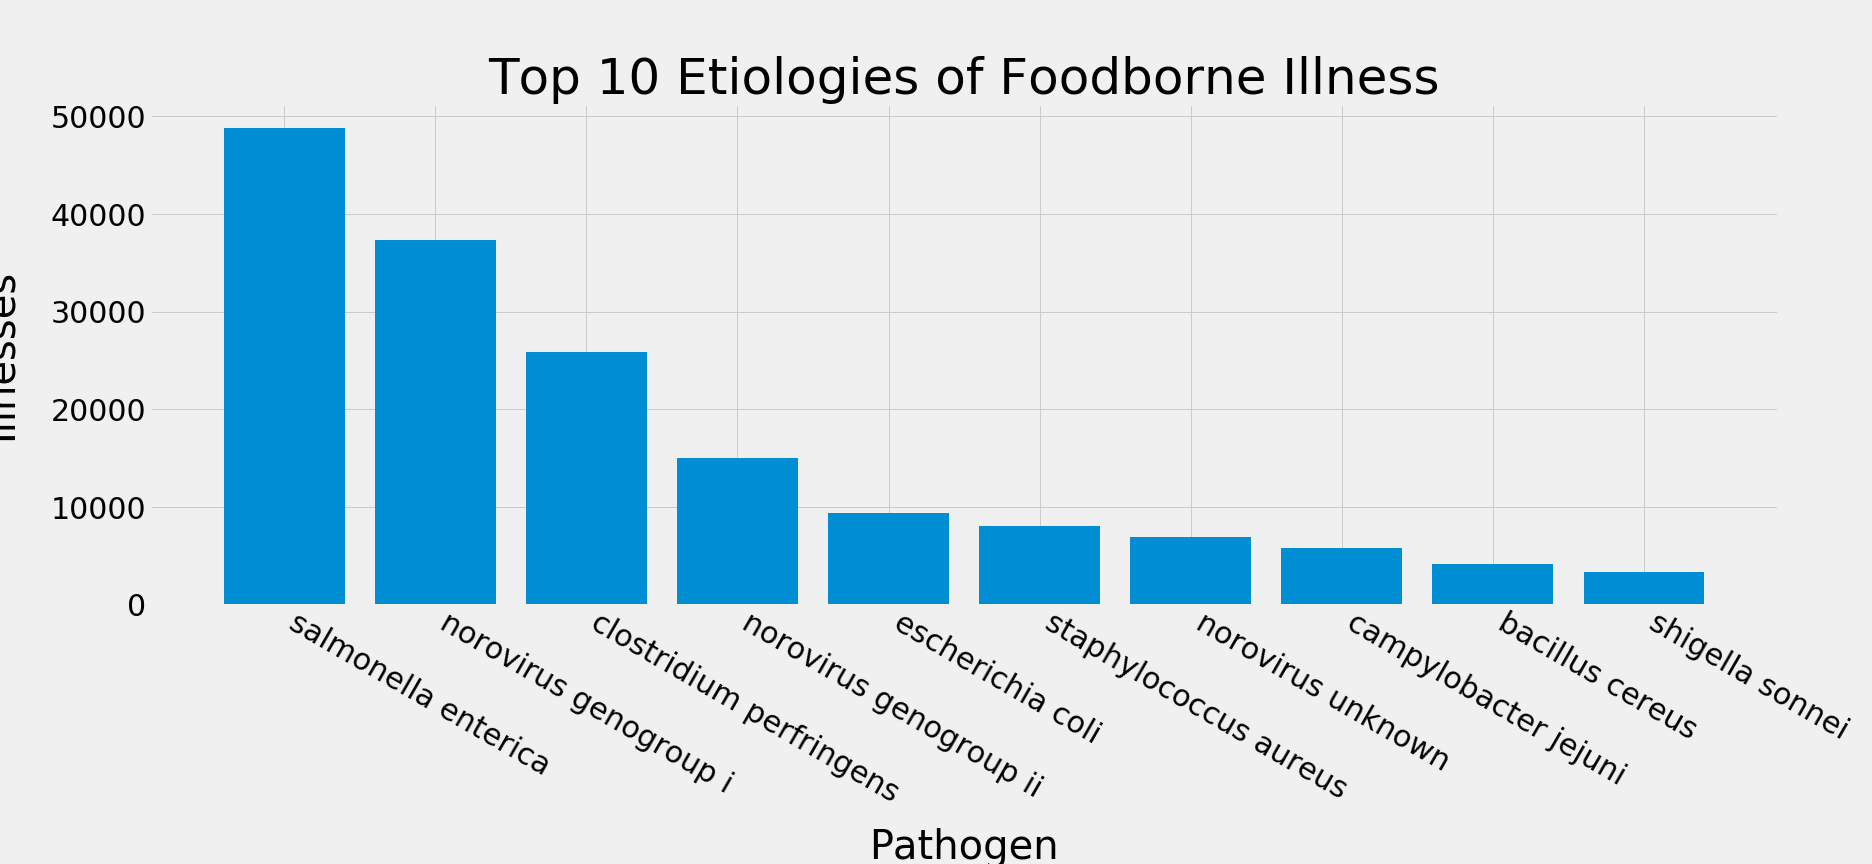 Top 10 Etiologies of Foodborne Illness
Illnesses
50000
40000
30000
20000
10000
0
salmonella enterica
norovirus genogroup i
clostridium perfringens
norovirus genogroup ii
escherichia coli
staphylococcus aureus
norovirus unknown
campylobacter jejuni
bacillus cereus
shigella sonnei
Pathogen